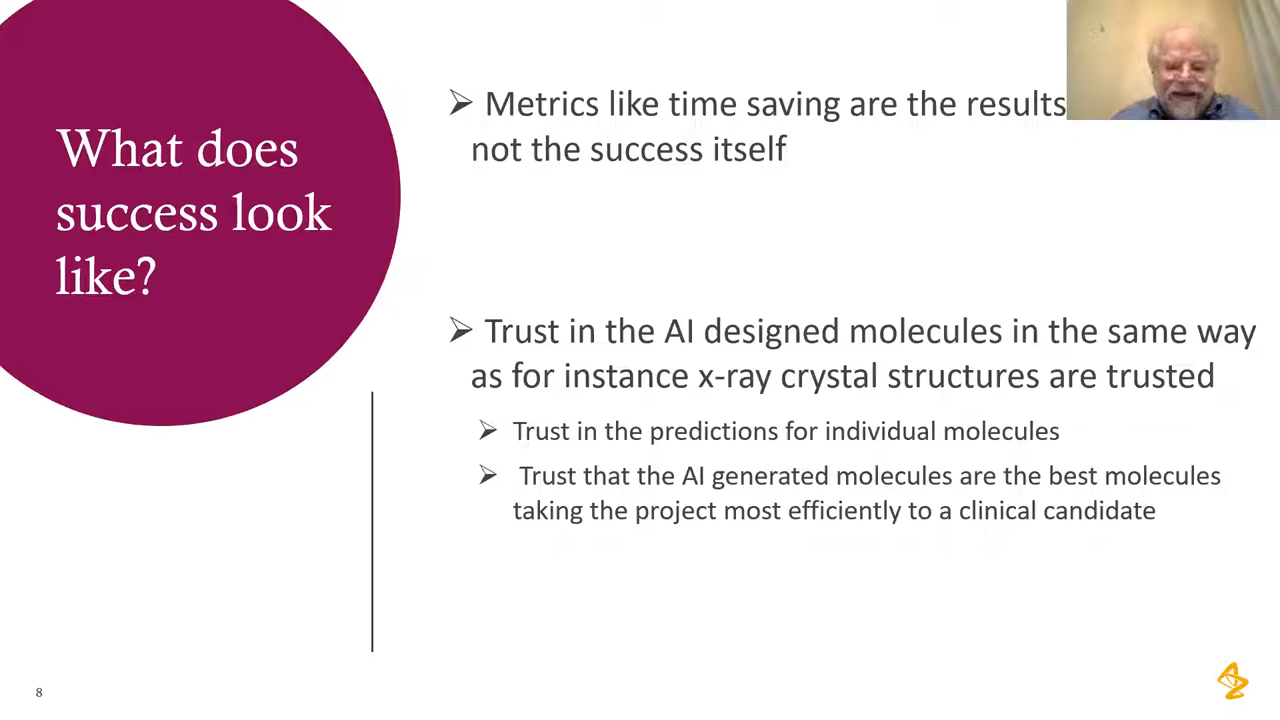 What does
success look
like?
➢ Metrics like time saving are the results
not the success itself
➢ Trust in the AI designed molecules in the same way
as for instance x-ray crystal structures are trusted
➢ Trust in the predictions for individual molecules
➢ Trust that the AI generated molecules are the best molecules
taking the project most efficiently to a clinical candidate
8